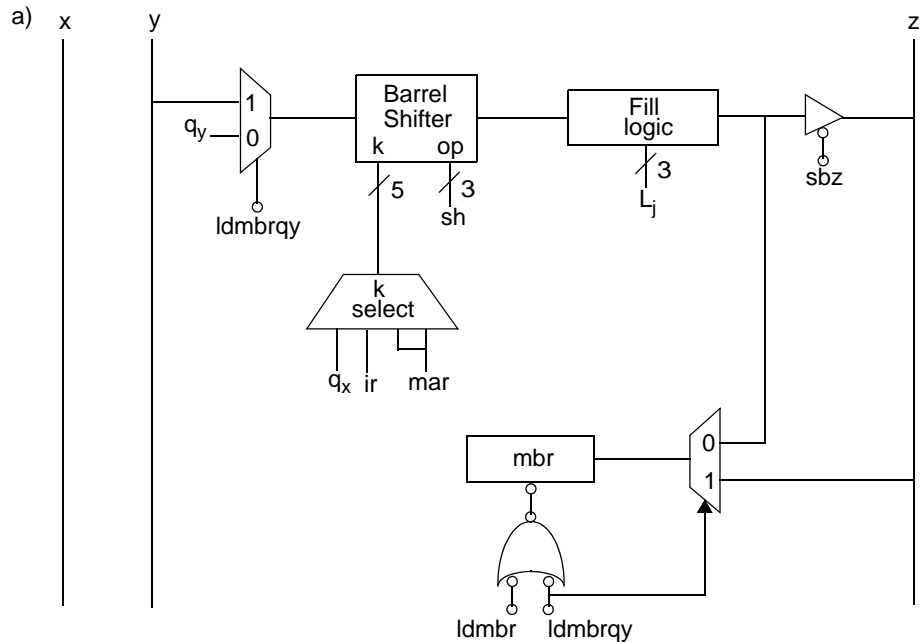 a)
x
y
z
1
q_y
0
ldmbrqy
Barrel
Shifter
k
op
5
3
sh
Fill
logic
3
L_j
sbz
k
select
q_x
ir
mar
mbr
0
1
ldmbr
ldmbrqy